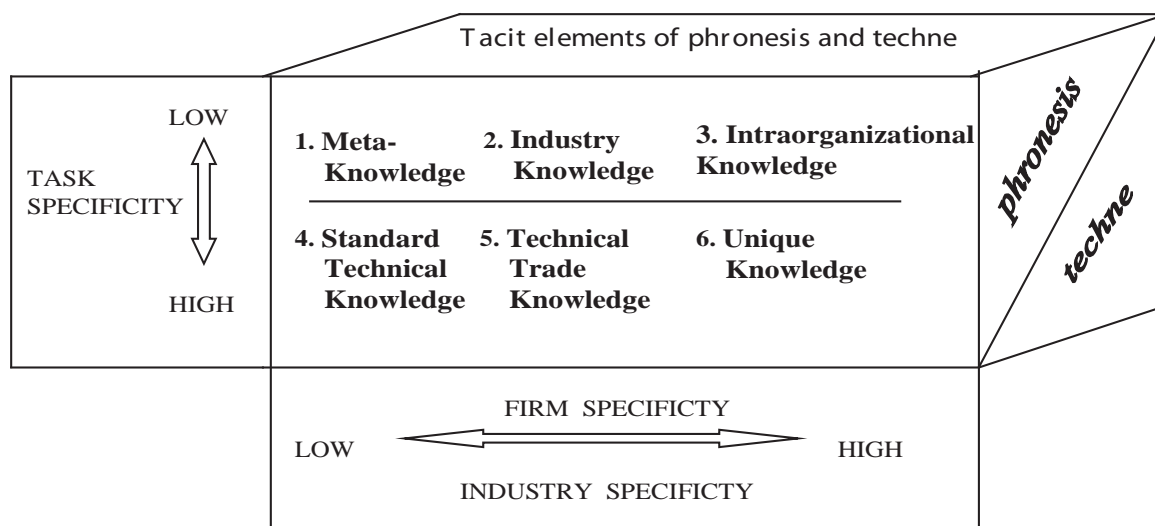 Tacit elements of phronesis and techne
LOW
TASK
SPECIFICITY
HIGH
1. Meta-
Knowledge
2. Industry
Knowledge
3. Intraorganizational
Knowledge
4. Standard
Technical
Knowledge
5. Technical
Trade
Knowledge
6. Unique
Knowledge
phronesis
techne
FIRM SPECIFICTY
LOW
HIGH
INDUSTRY SPECIFICTY